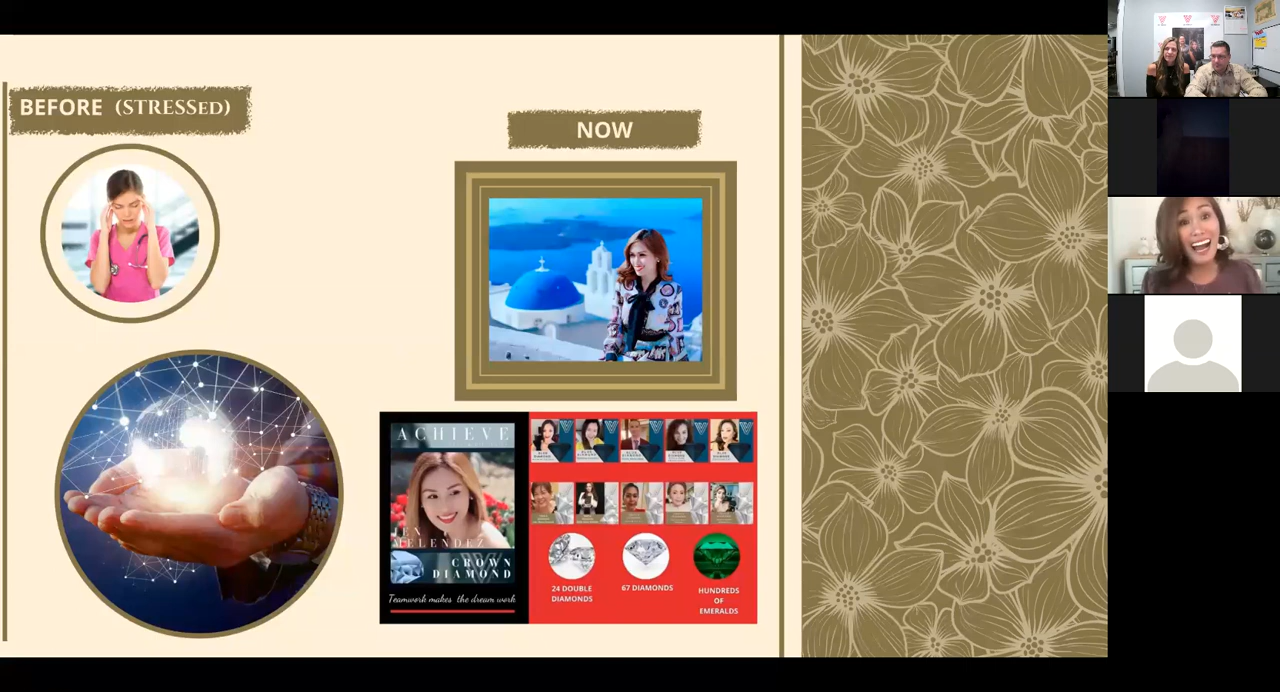 BEFORE (STRESSED)
NOW
ACHIEVE
JEN
MELENDEZ
CROWN
DIAMOND
Teamwork makes the dream work
24 DOUBLE
DIAMONDS
67 DIAMONDS
HUNDREDS
OF
EMERALDS